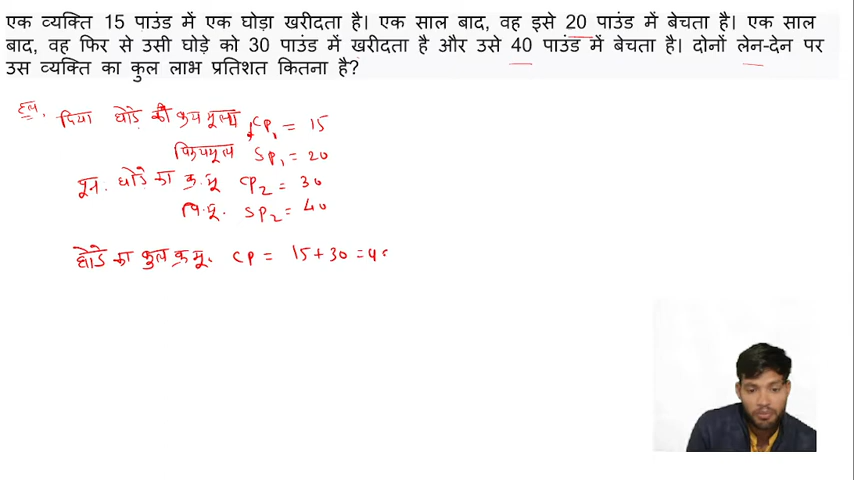 एक व्यक्ति 15 पाउंड में एक घोड़ा खरीदता है। एक साल बाद, वह इसे 20 पाउंड में बेचता है। एक साल
बाद, वह फिर से उसी घोड़े को 30 पाउंड में खरीदता है और उसे 40 पाउंड में बेचता है। दोनों लेन-देन पर
उस व्यक्ति का कुल लाभ प्रतिशत कितना है?
हल,
दिया घोडे की क्रय मूल्य CP₁ = 15
विक्रयमूल्य SP₁ = 20
पुन. घोडे का क्र. मू CP₂ = 30
वि.मू. SP₂ = 40
घोडे का कुल क्र मू. CP = 15 + 30 =